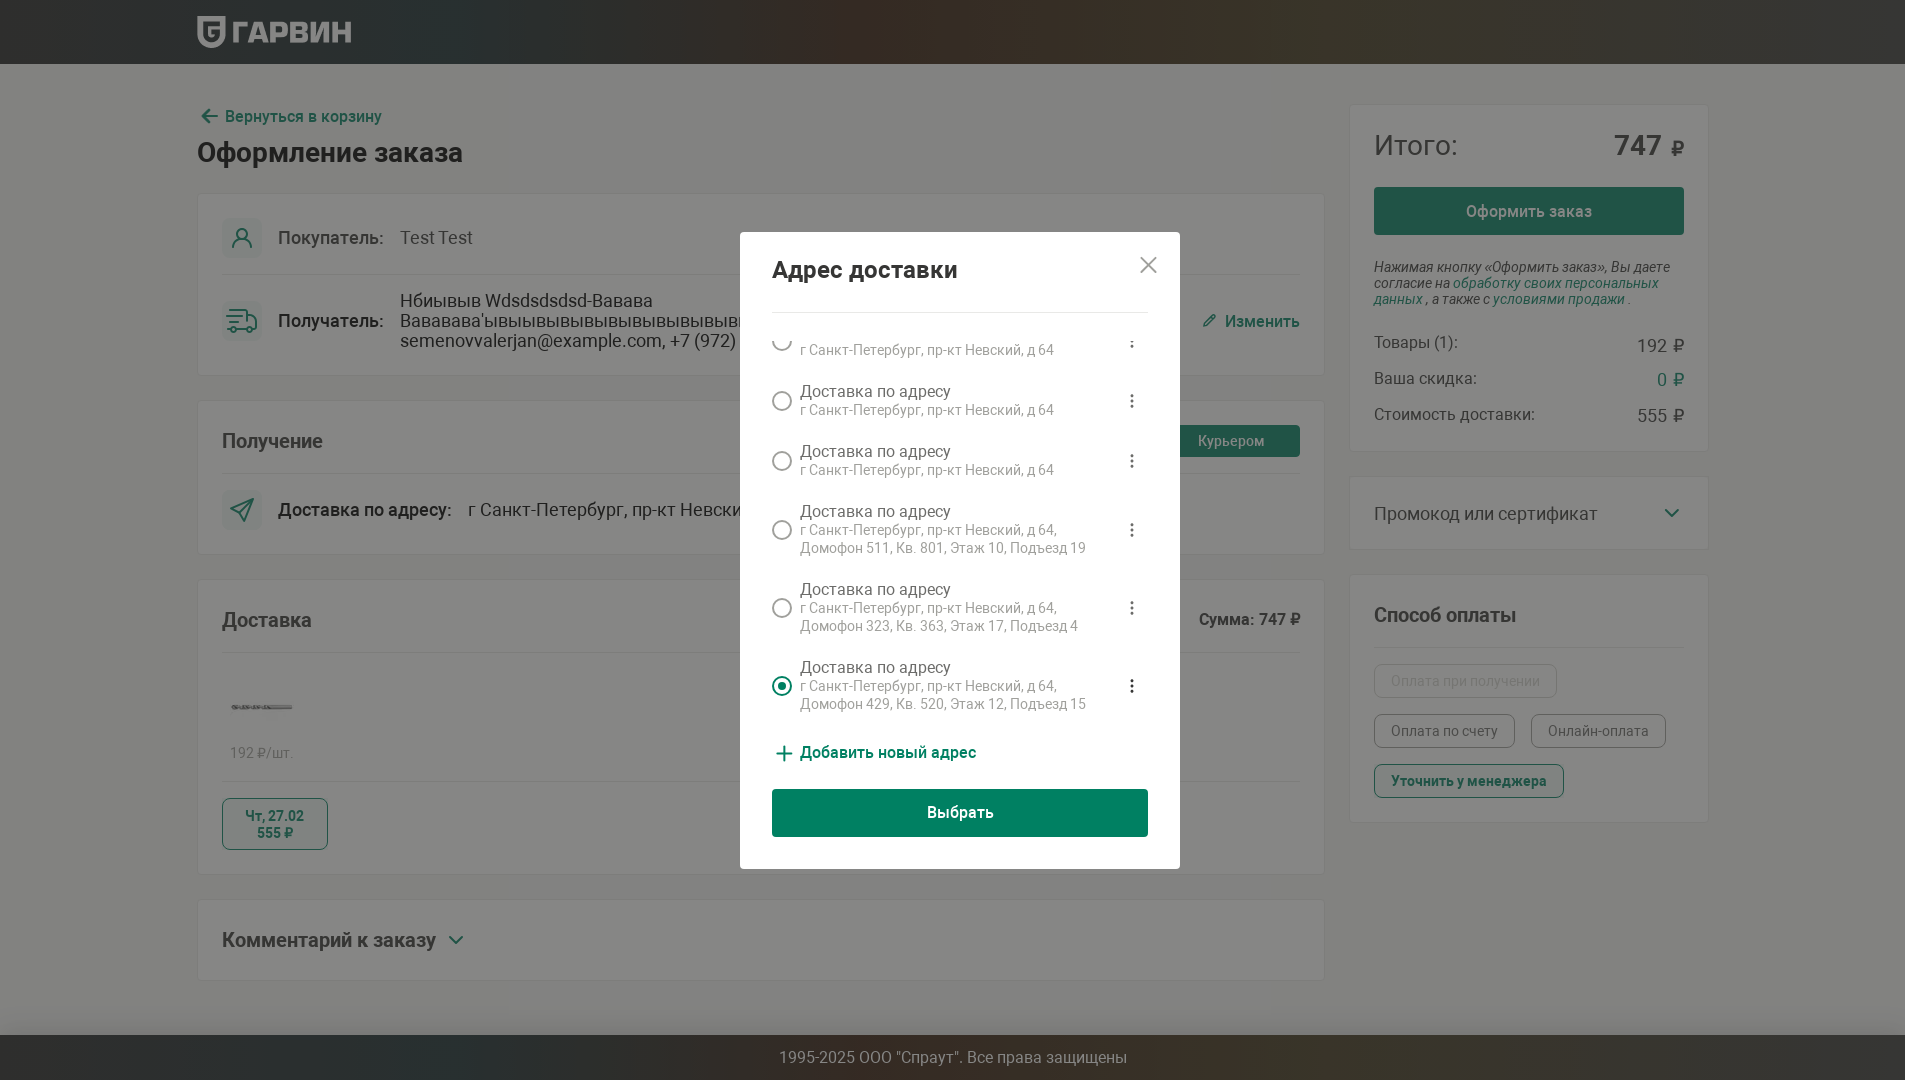 ГАРВИН
Вернуться в корзину
Оформление заказа
Покупатель: Test Test
Получатель:
Нбиывыв Wdsdsdsdsd-Вавава
Вавававa'ывыывывывывывывывывывы
semenovvalerjan@example.com, +7 (972)
Изменить
Получение
Курьером
Доставка по адресу: г Санкт-Петербург, пр-кт Невски
Доставка
Сумма: 747 ₽
192 ₽/шт.
Чт, 27.02
555 ₽
Комментарий к заказу
Адрес доставки
г Санкт-Петербург, пр-кт Невский, д 64
Доставка по адресу
г Санкт-Петербург, пр-кт Невский, д 64
Доставка по адресу
г Санкт-Петербург, пр-кт Невский, д 64
Доставка по адресу
г Санкт-Петербург, пр-кт Невский, д 64,
Домофон 511, Кв. 801, Этаж 10, Подъезд 19
Доставка по адресу
г Санкт-Петербург, пр-кт Невский, д 64,
Домофон 323, Кв. 363, Этаж 17, Подъезд 4
Доставка по адресу
г Санкт-Петербург, пр-кт Невский, д 64,
Домофон 429, Кв. 520, Этаж 12, Подъезд 15
Добавить новый адрес
Выбрать
Итого: 747 ₽
Оформить заказ
Нажимая кнопку «Оформить заказ», Вы даете
согласие на обработку своих персональных
данных , а также с условиями продажи .
Товары (1): 192 ₽
Ваша скидка: 0 ₽
Стоимость доставки: 555 ₽
Промокод или сертификат
Способ оплаты
Оплата при получении
Оплата по счету
Онлайн-оплата
Уточнить у менеджера
1995-2025 ООО "Спраут". Все права защищены